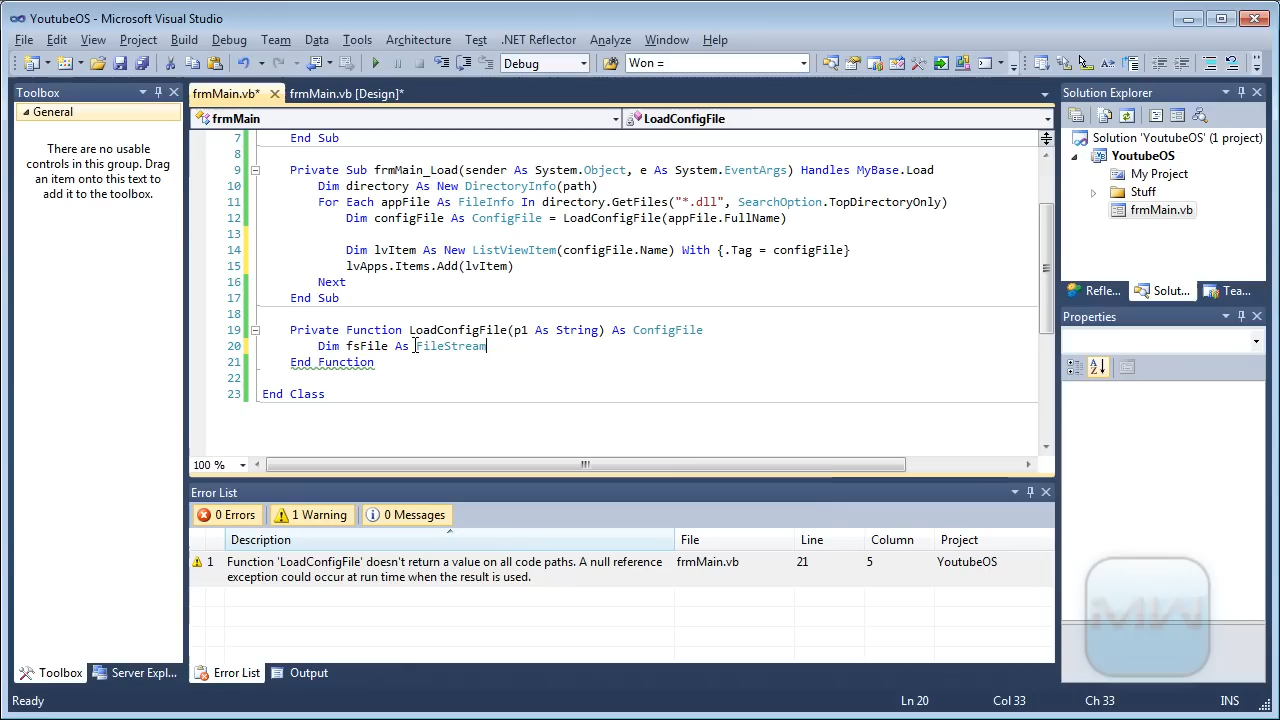 YoutubeOS - Microsoft Visual Studio
File Edit View Project Build Debug Team Data Tools Architecture Test .NET Reflector Analyze Window Help
Debug Won =
Toolbox
General
There are no usable
controls in this group. Drag
an item onto this text to
add it to the toolbox.
Toolbox Server Expl...
frmMain.vb* frmMain.vb [Design]*
frmMain LoadConfigFile
7 End Sub
8
9 Private Sub frmMain_Load(sender As System.Object, e As System.EventArgs) Handles MyBase.Load
10 Dim directory As New DirectoryInfo(path)
11 For Each appFile As FileInfo In directory.GetFiles("*.dll", SearchOption.TopDirectoryOnly)
12 Dim configFile As ConfigFile = LoadConfigFile(appFile.FullName)
13
14 Dim lvItem As New ListViewItem(configFile.Name) With {.Tag = configFile}
15 lvApps.Items.Add(lvItem)
16 Next
17 End Sub
18
19 Private Function LoadConfigFile(p1 As String) As ConfigFile
20 Dim fsFile As FileStream
21 End Function
22
23 End Class
100 %
Error List
0 Errors 1 Warning 0 Messages
Description File Line Column Project
1 Function 'LoadConfigFile' doesn't return a value on all code paths. A null reference exception could occur at run time when the result is used. frmMain.vb 21 5 YoutubeOS
Error List Output
Solution Explorer
Solution 'YoutubeOS' (1 project)
YoutubeOS
My Project
Stuff
frmMain.vb
Refle... Solut... Tea...
Properties
MW
Ready Ln 20 Col 33 Ch 33 INS